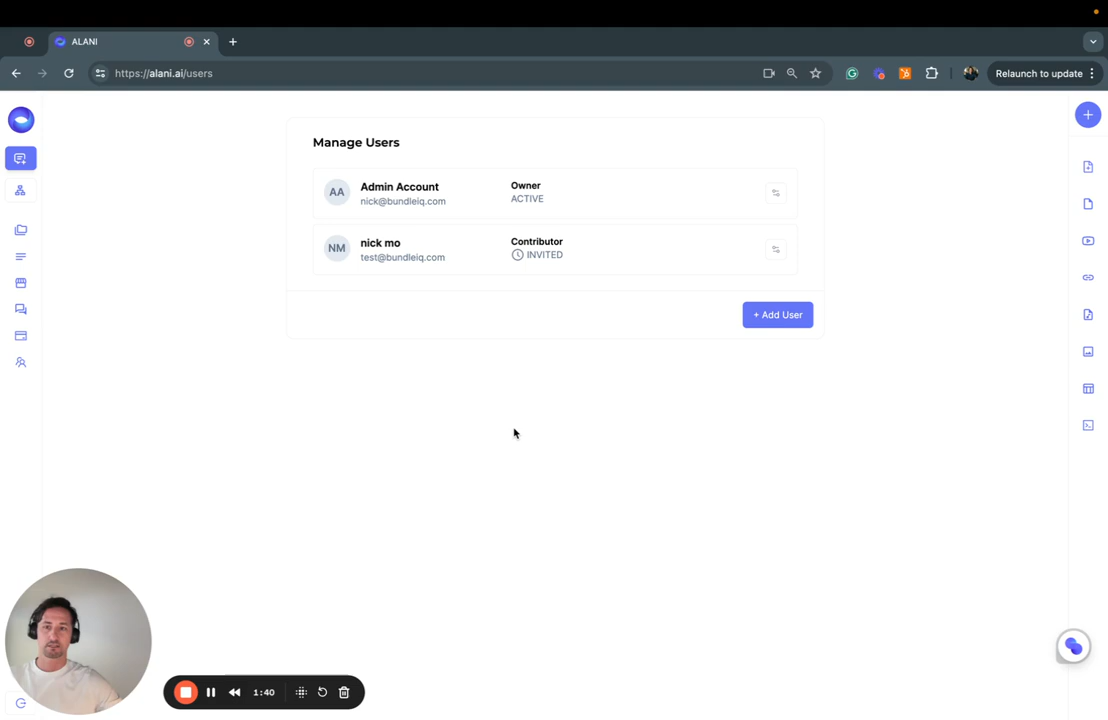 ALANI
https://alani.ai/users
Relaunch to update
Manage Users
AA
Admin Account
nick@bundleiq.com
Owner
ACTIVE
NM
nick mo
test@bundleiq.com
Contributor
INVITED
+ Add User
1:40